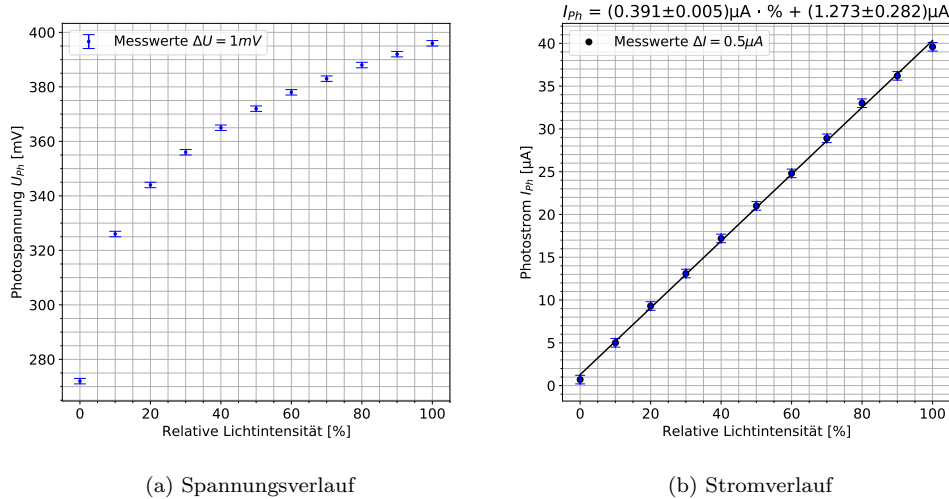 I_Ph = (0.391±0.005)µA · % + (1.273±0.282)µA
Messwerte ΔU = 1mV
Messwerte ΔI = 0.5µA
400
380
360
340
320
300
280
Photospannung U_Ph [mV]
0 20 40 60 80 100
Relative Lichtintensität [%]
40
35
30
25
20
15
10
5
0
Photostrom I_Ph [µA]
0 20 40 60 80 100
Relative Lichtintensität [%]
(a) Spannungsverlauf
(b) Stromverlauf